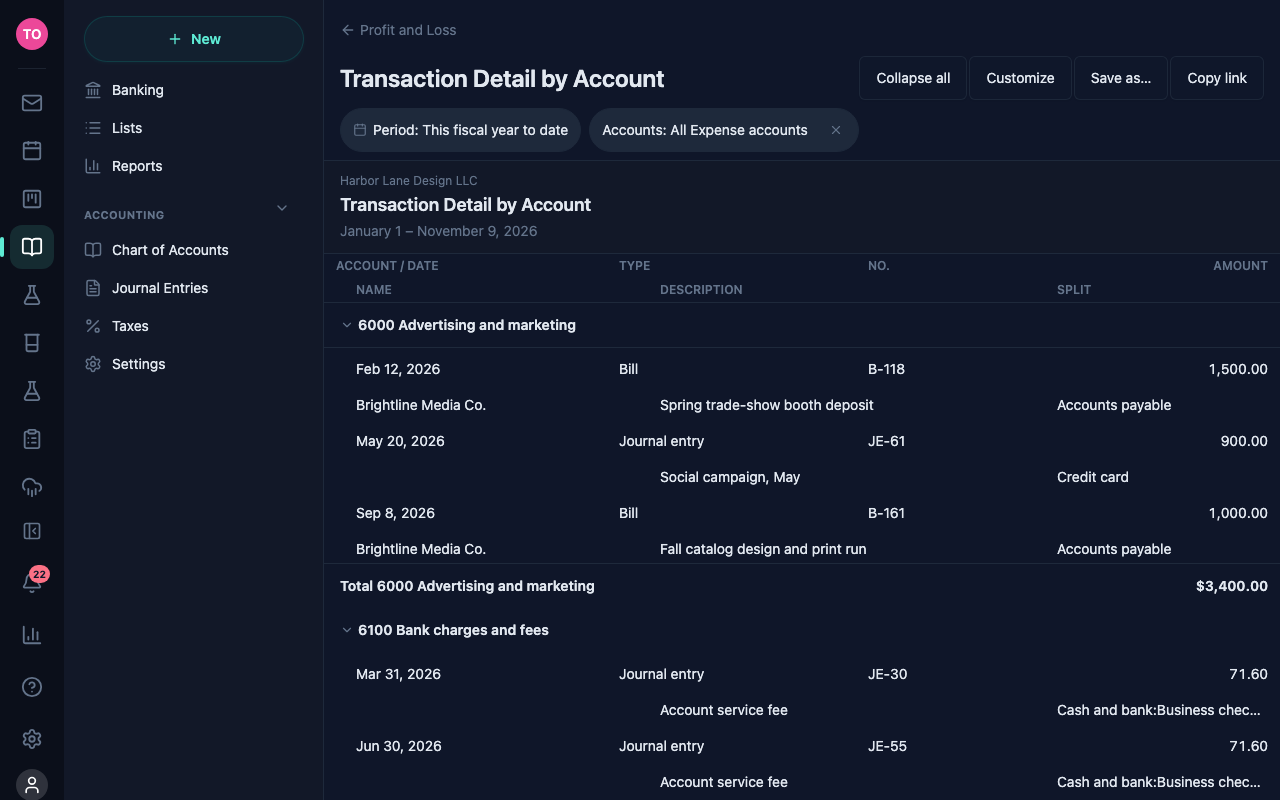 TO
New
Banking
Lists
Reports
ACCOUNTING
Chart of Accounts
Journal Entries
Taxes
Settings
22
Profit and Loss
Transaction Detail by Account
Collapse all
Customize
Save as...
Copy link
Period: This fiscal year to date
Accounts: All Expense accounts
Harbor Lane Design LLC
Transaction Detail by Account
January 1 – November 9, 2026
ACCOUNT / DATE TYPE NO. AMOUNT
NAME DESCRIPTION SPLIT
6000 Advertising and marketing
Feb 12, 2026 Bill B-118 1,500.00
Brightline Media Co. Spring trade-show booth deposit Accounts payable
May 20, 2026 Journal entry JE-61 900.00
Social campaign, May Credit card
Sep 8, 2026 Bill B-161 1,000.00
Brightline Media Co. Fall catalog design and print run Accounts payable
Total 6000 Advertising and marketing $3,400.00
6100 Bank charges and fees
Mar 31, 2026 Journal entry JE-30 71.60
Account service fee Cash and bank:Business chec...
Jun 30, 2026 Journal entry JE-55 71.60
Account service fee Cash and bank:Business chec...